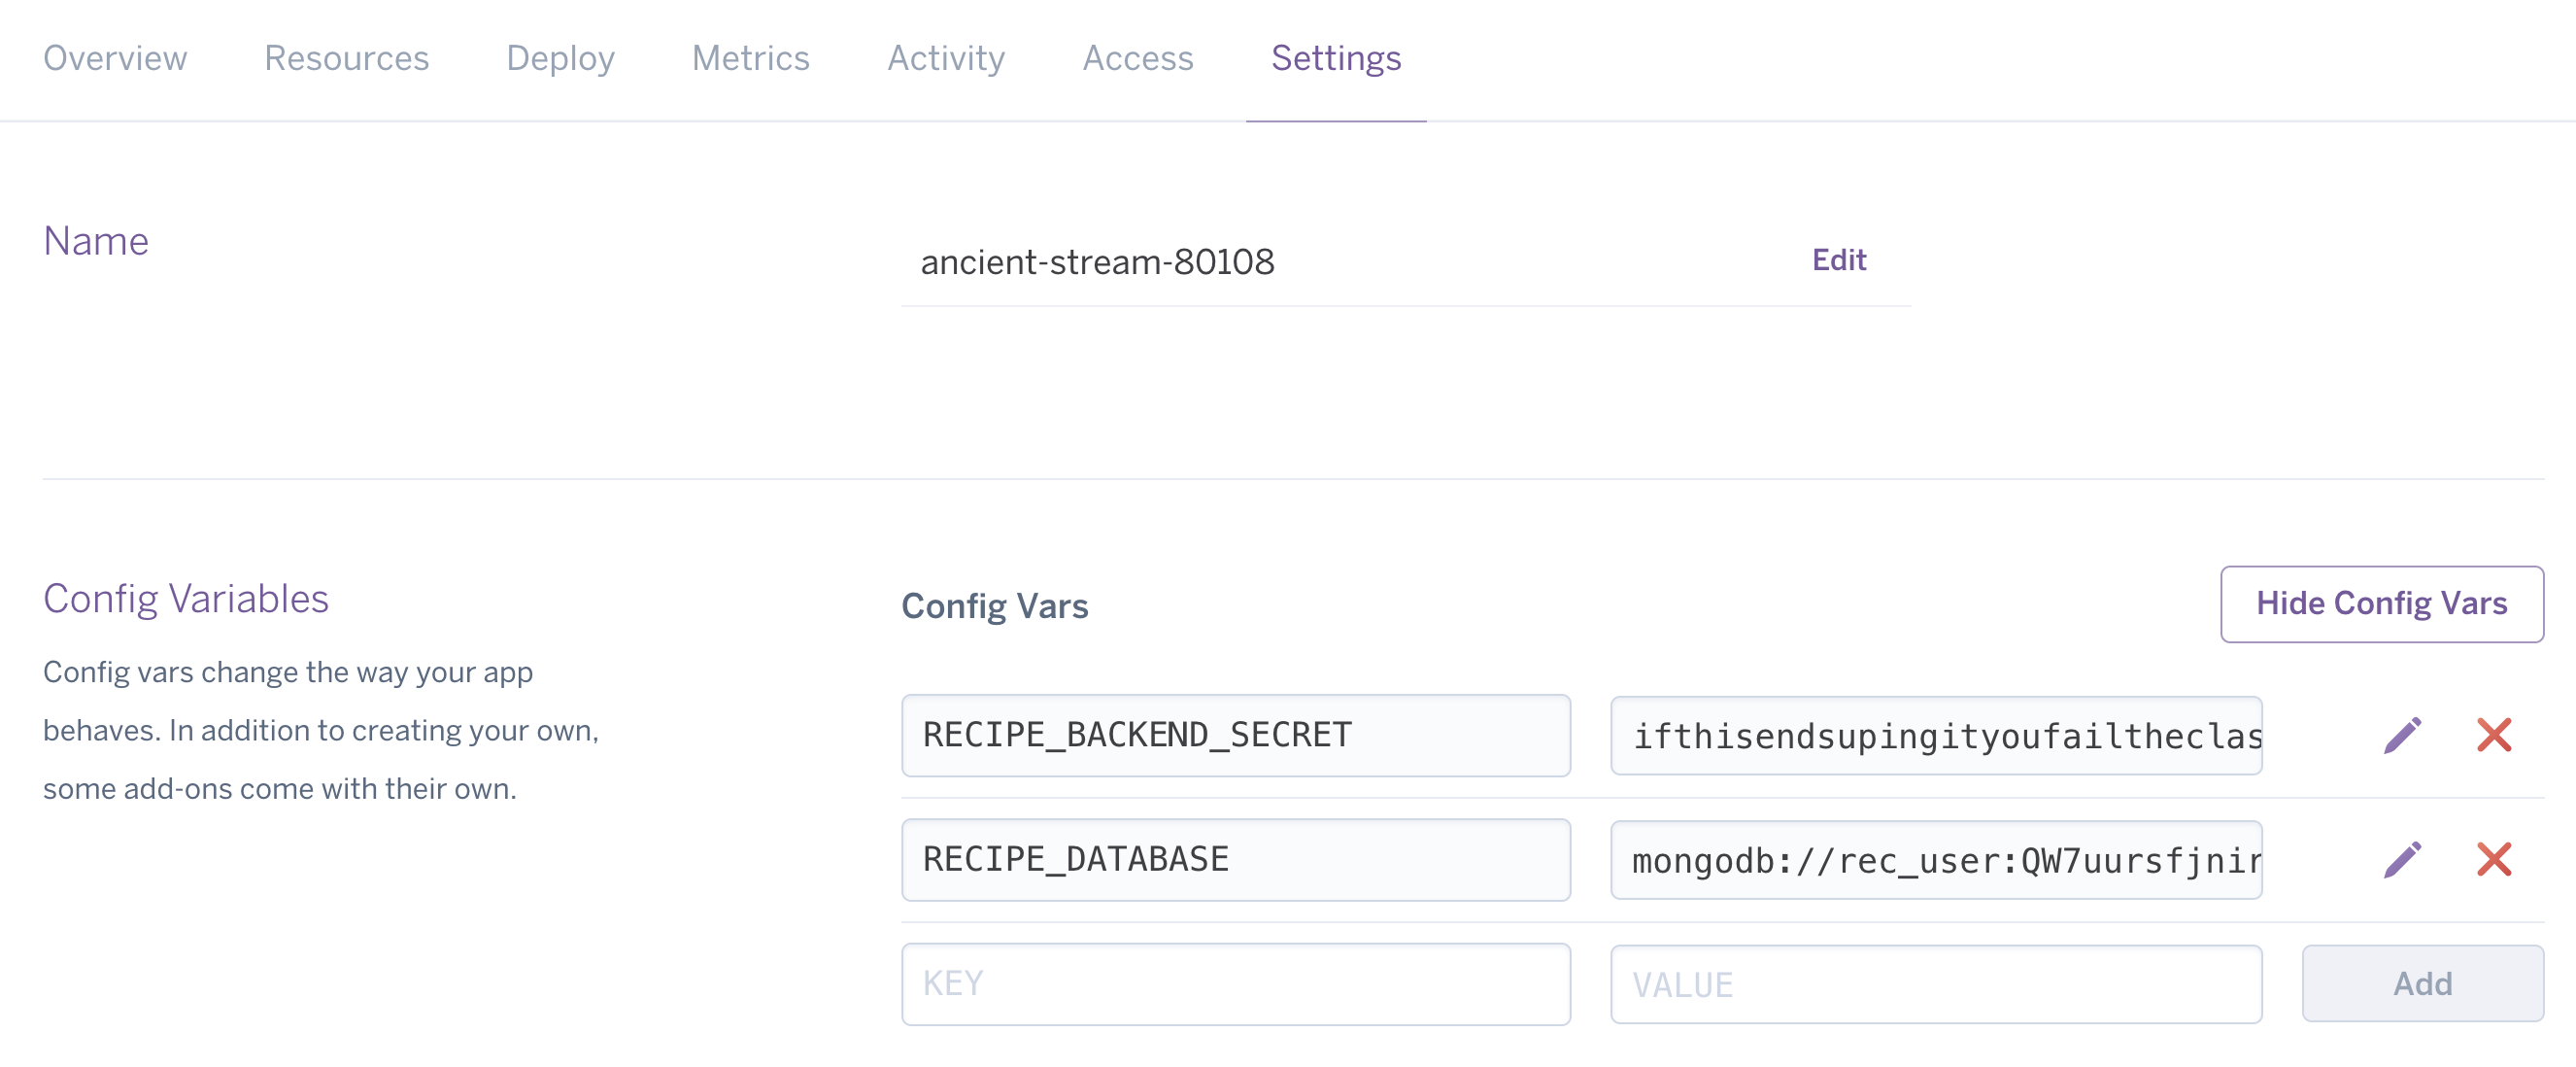 Overview Resources Deploy Metrics Activity Access Settings
Name
ancient-stream-80108 Edit
Config Variables
Config vars change the way your app
behaves. In addition to creating your own,
some add-ons come with their own.
Config Vars Hide Config Vars
RECIPE_BACKEND_SECRET ifthisendsupingityoufailtheclas
RECIPE_DATABASE mongodb://rec_user:QW7uursfjnir
KEY VALUE Add